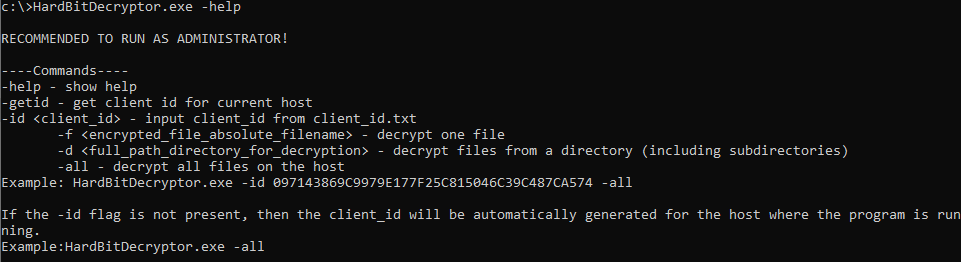 c:\>HardBitDecryptor.exe -help
RECOMMENDED TO RUN AS ADMINISTRATOR!
----Commands----
-help - show help
-getid - get client id for current host
-id <client_id> - input client_id from client_id.txt
-f <encrypted_file_absolute_filename> - decrypt one file
-d <full_path_directory_for_decryption> - decrypt files from a directory (including subdirectories)
-all - decrypt all files on the host
Example: HardBitDecryptor.exe -id 097143869C9979E177F25C815046C39C487CA574 -all
If the -id flag is not present, then the client_id will be automatically generated for the host where the program is run
ning.
Example:HardBitDecryptor.exe -all